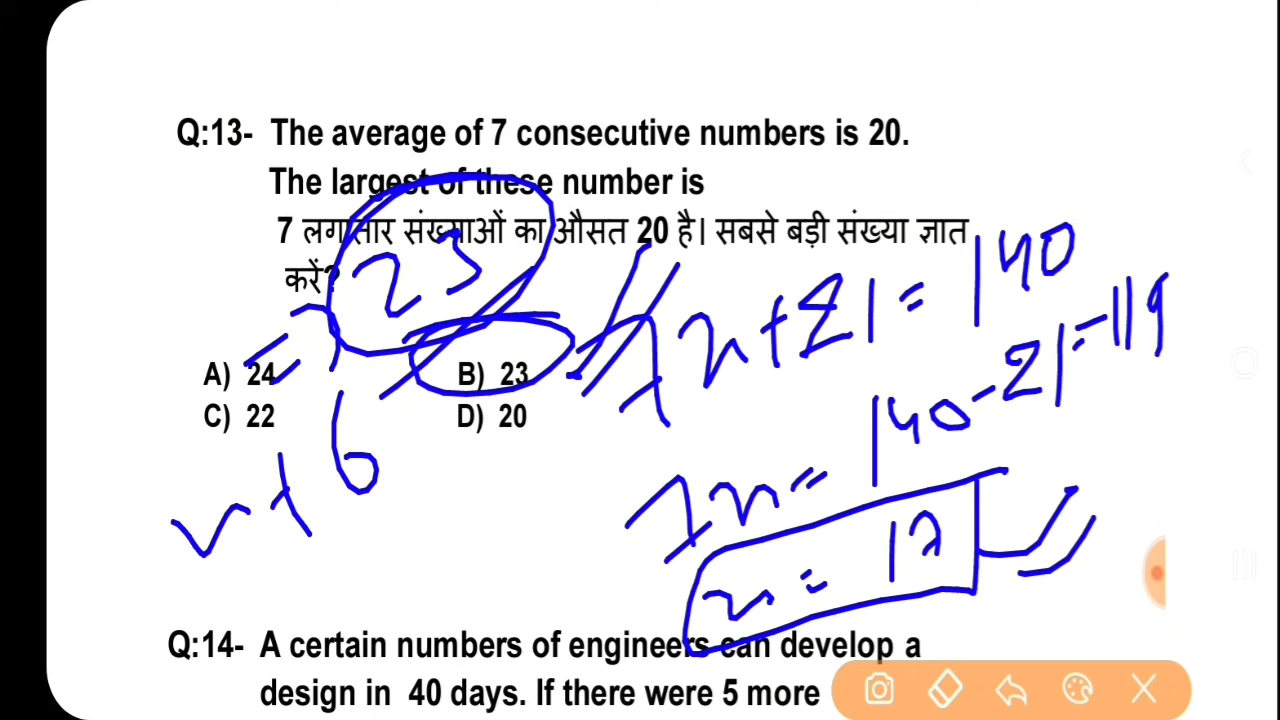 Q:13- The average of 7 consecutive numbers is 20.
The largest of these number is
7 लगातार संख्याओं का औसत 20 है। सबसे बड़ी संख्या ज्ञात
करें?
23
7x + 21 = 140
A) 24 B) 23
C) 22 D) 20
140 - 21 = 119
7x =
x = 17
x + 6
Q:14- A certain numbers of engineers can develop a
design in 40 days. If there were 5 more